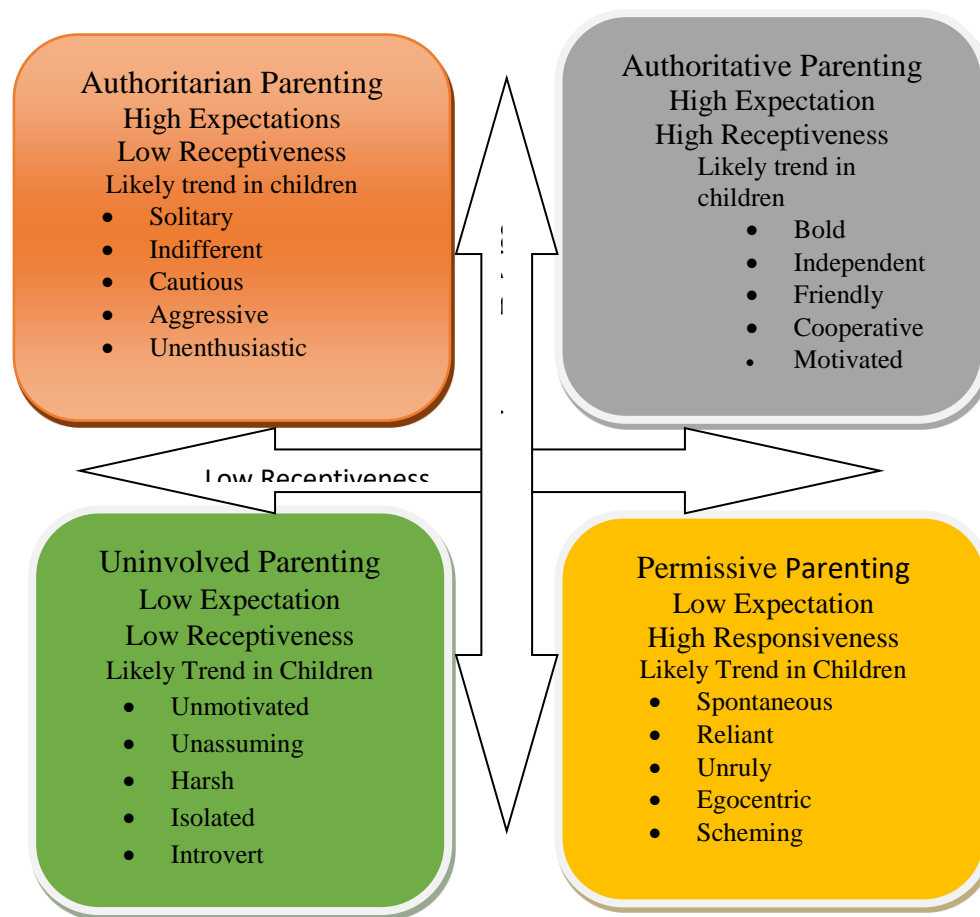 Authoritarian Parenting
High Expectations
Low Receptiveness
Likely trend in children
• Solitary
• Indifferent
• Cautious
• Aggressive
• Unenthusiastic
Authoritative Parenting
High Expectation
High Receptiveness
Likely trend in
children
• Bold
• Independent
• Friendly
• Cooperative
• Motivated
Low Receptiveness
Uninvolved Parenting
Low Expectation
Low Receptiveness
Likely Trend in Children
• Unmotivated
• Unassuming
• Harsh
• Isolated
• Introvert
Permissive Parenting
Low Expectation
High Responsiveness
Likely Trend in Children
• Spontaneous
• Reliant
• Unruly
• Egocentric
• Scheming